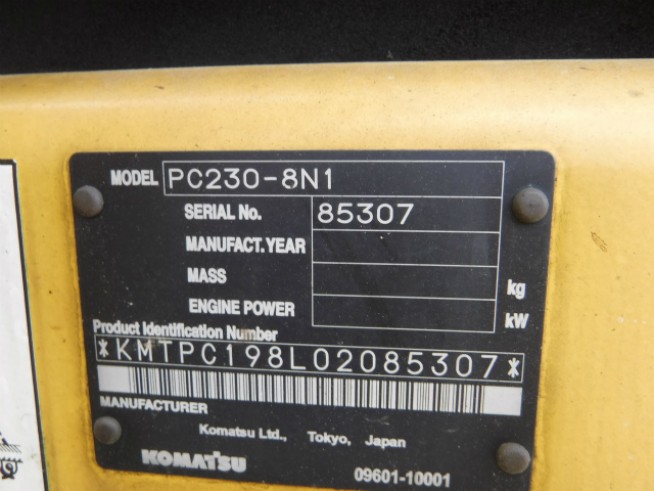 MODEL PC230-8N1
SERIAL No. 85307
MANUFACT. YEAR
MASS kg
ENGINE POWER kW
Product Identification Number
*KMTPC198L02085307*
MANUFACTURER
Komatsu Ltd., Tokyo, Japan
KOMATSU 09601-10001